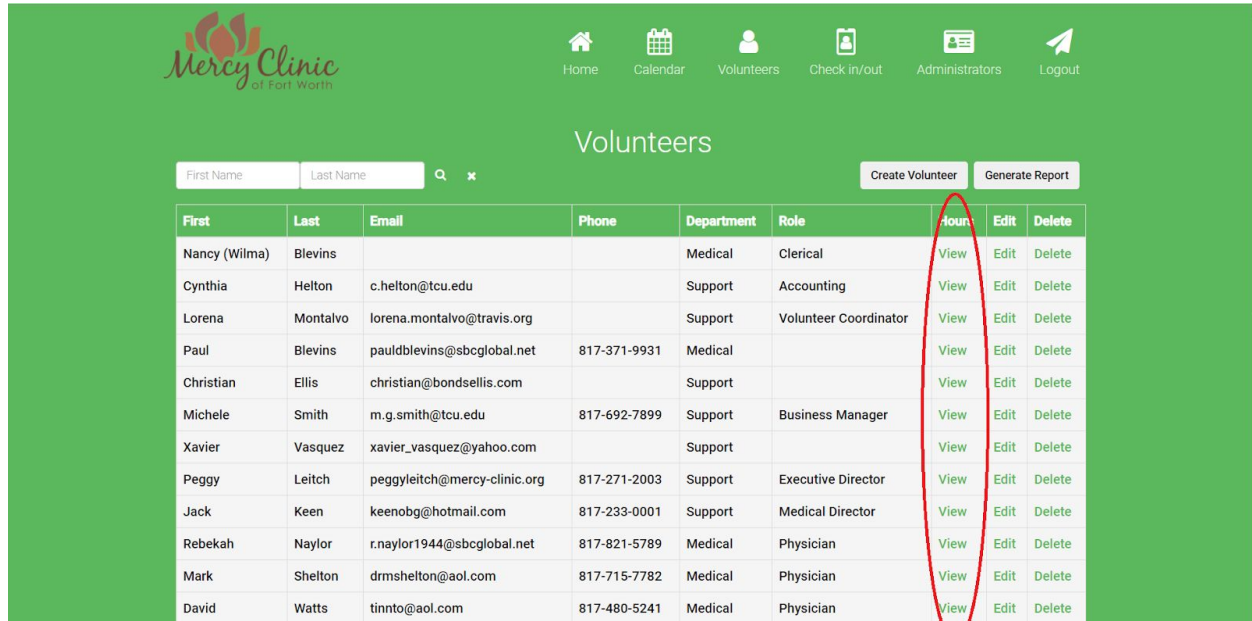 Mercy Clinic
of Fort Worth
Home Calendar Volunteers Check in/out Administrators Logout
Volunteers
First Name Last Name Create Volunteer Generate Report
First Last Email Phone Department Role Hours Edit Delete
Nancy (Wilma) Blevins Medical Clerical View Edit Delete
Cynthia Helton c.helton@tcu.edu Support Accounting View Edit Delete
Lorena Montalvo lorena.montalvo@travis.org Support Volunteer Coordinator View Edit Delete
Paul Blevins pauldblevins@sbcglobal.net 817-371-9931 Medical View Edit Delete
Christian Ellis christian@bondsellis.com Support View Edit Delete
Michele Smith m.g.smith@tcu.edu 817-692-7899 Support Business Manager View Edit Delete
Xavier Vasquez xavier_vasquez@yahoo.com Support View Edit Delete
Peggy Leitch peggyleitch@mercy-clinic.org 817-271-2003 Support Executive Director View Edit Delete
Jack Keen keenobg@hotmail.com 817-233-0001 Support Medical Director View Edit Delete
Rebekah Naylor r.naylor1944@sbcglobal.net 817-821-5789 Medical Physician View Edit Delete
Mark Shelton drmshelton@aol.com 817-715-7782 Medical Physician View Edit Delete
David Watts tinnto@aol.com 817-480-5241 Medical Physician View Edit Delete